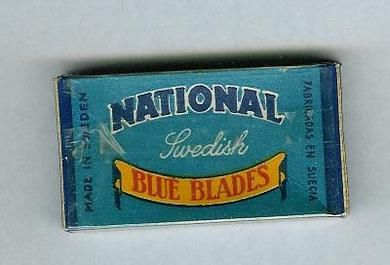 MADE IN SWEDEN
NATIONAL
Swedish
BLUE BLADES
FABRICADAS EN SUECIA